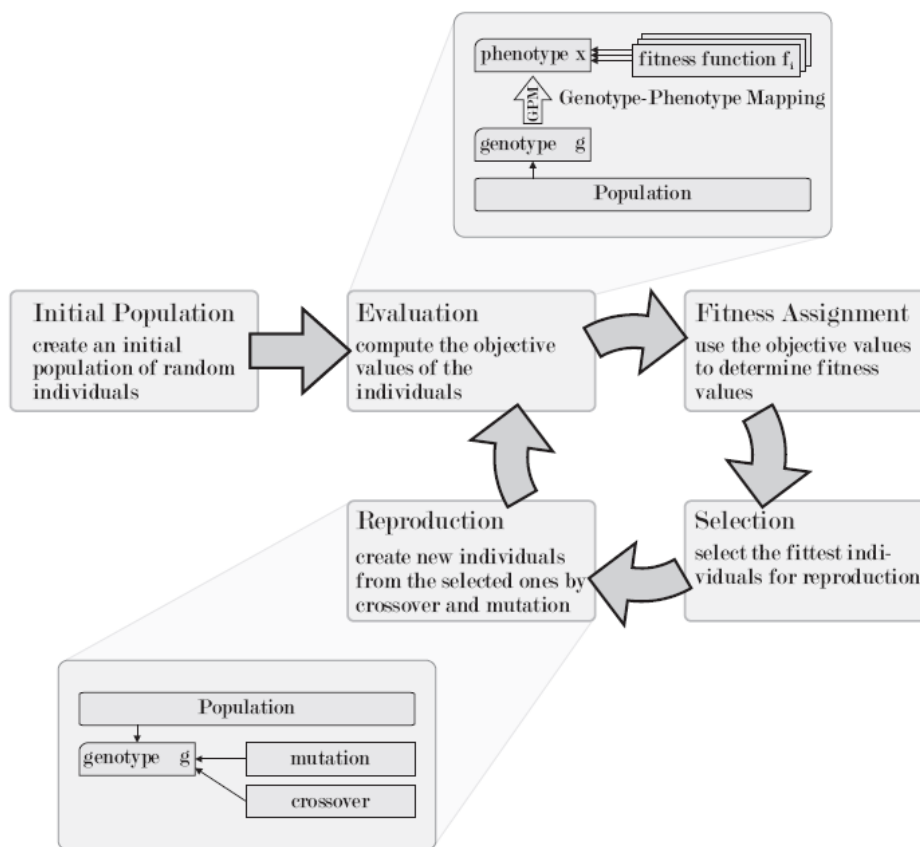 phenotype x
fitness function fi
GPM
Genotype-Phenotype Mapping
genotype g
Population
Initial Population
create an initial
population of random
individuals
Evaluation
compute the objective
values of the
individuals
Fitness Assignment
use the objective values
to determine fitness
values
Reproduction
create new individuals
from the selected ones by
crossover and mutation
Selection
select the fittest indi-
viduals for reproduction
Population
genotype g
mutation
crossover